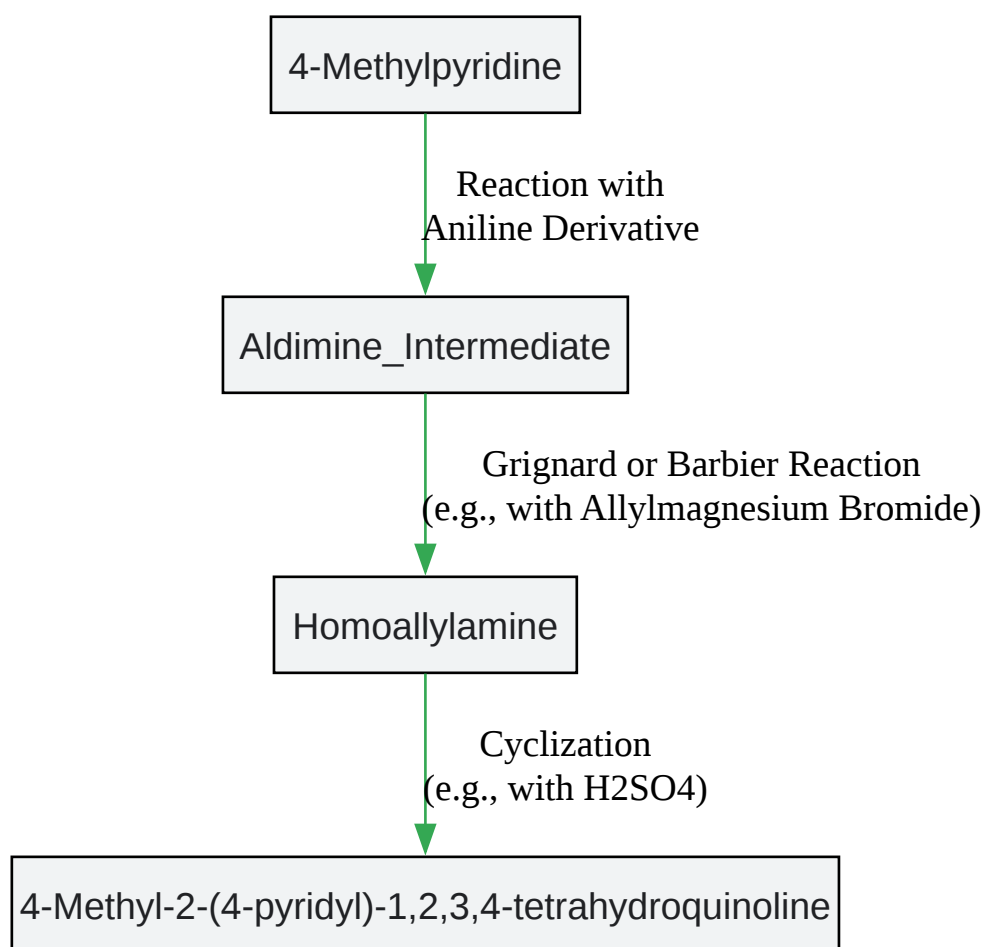 4-Methylpyridine
Reaction with
Aniline Derivative
Aldimine_Intermediate
Grignard or Barbier Reaction
(e.g., with Allylmagnesium Bromide)
Homoallylamine
Cyclization
(e.g., with H2SO4)
4-Methyl-2-(4-pyridyl)-1,2,3,4-tetrahydroquinoline